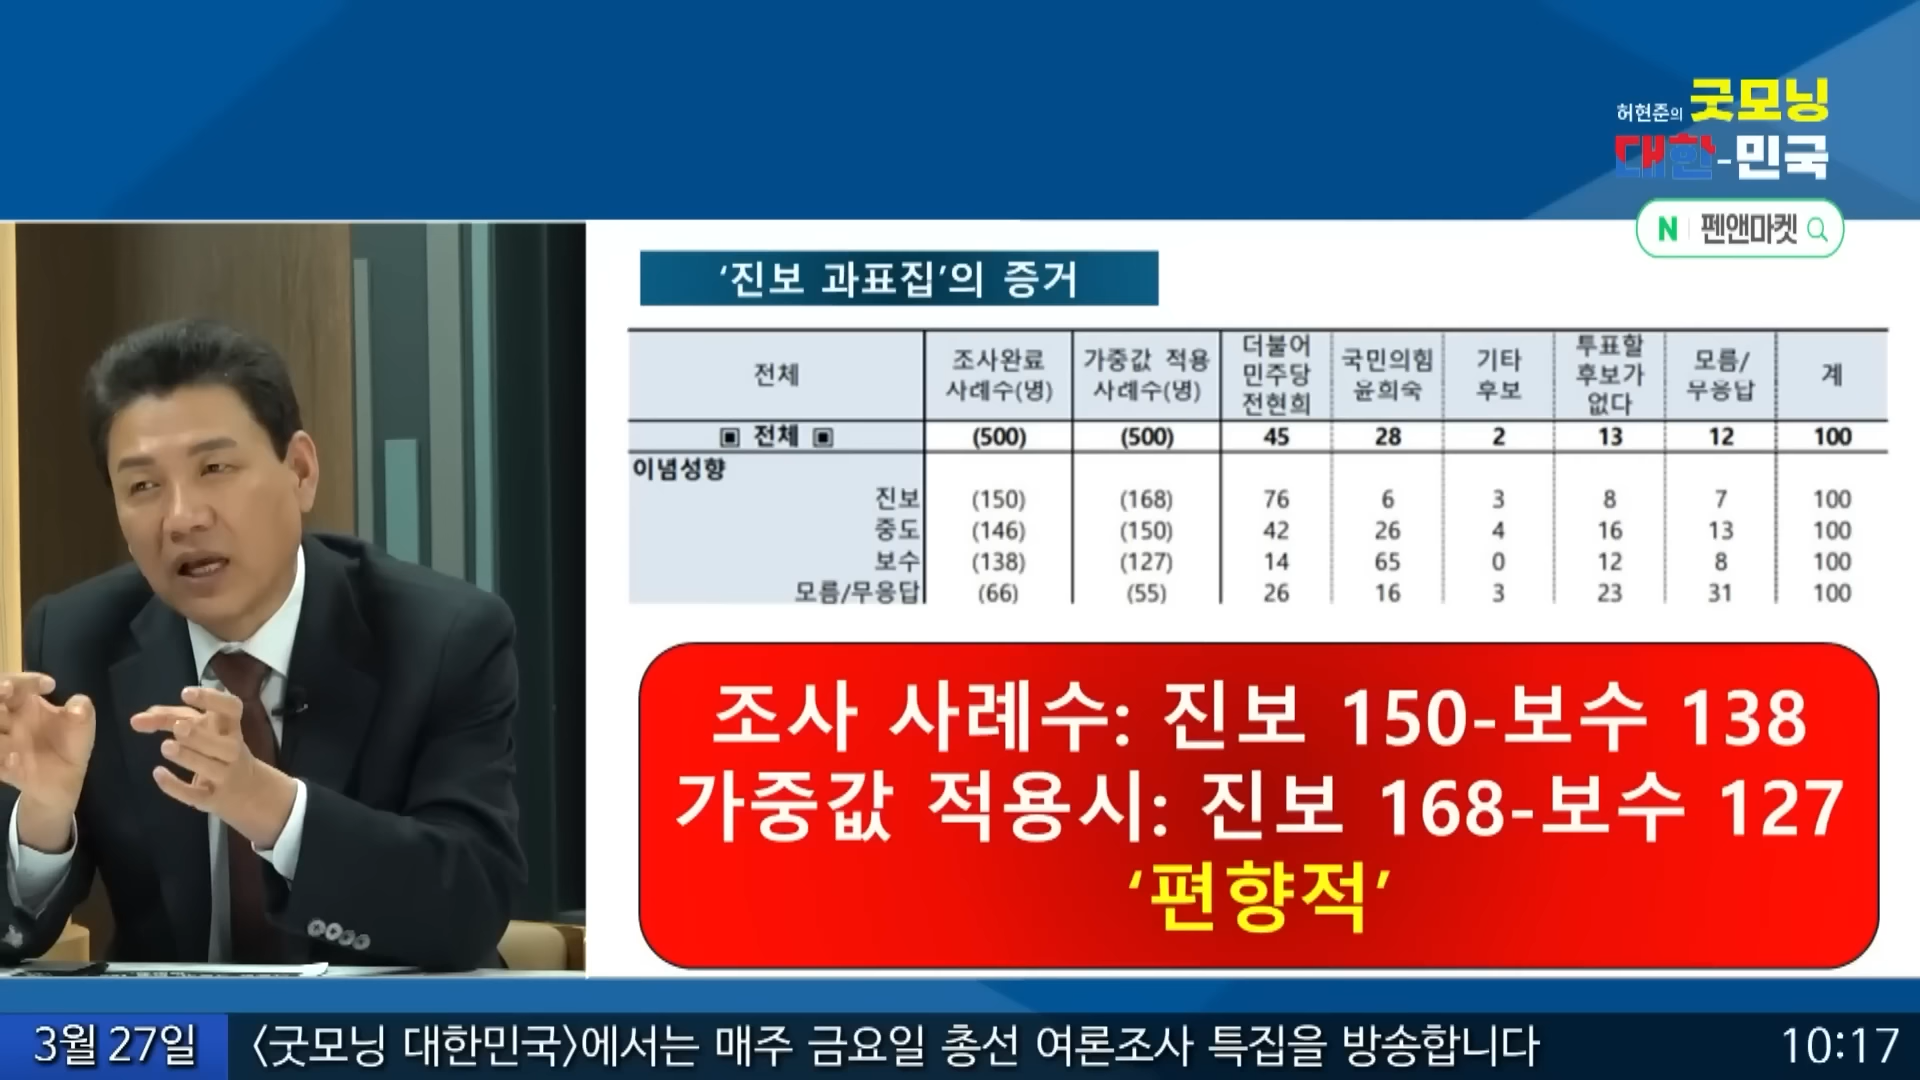 허현준의 굿모닝
대한-민국
N 펜앤마켓
‘진보 과표집’의 증거
전체 조사완료 사례수(명) 가중값 적용 사례수(명) 더불어 민주당 전현희 국민의힘 윤희숙 기타 후보 투표할 후보가 없다 모름/무응답 계
▣ 전체 ▣ (500) (500) 45 28 2 13 12 100
이념성향
진보 (150) (168) 76 6 3 8 7 100
중도 (146) (150) 42 26 4 16 13 100
보수 (138) (127) 14 65 0 12 8 100
모름/무응답 (66) (55) 26 16 3 23 31 100
조사 사례수: 진보 150-보수 138
가중값 적용시: 진보 168-보수 127
‘편향적’
3월 27일 〈굿모닝 대한민국〉에서는 매주 금요일 총선 여론조사 특집을 방송합니다 10:17